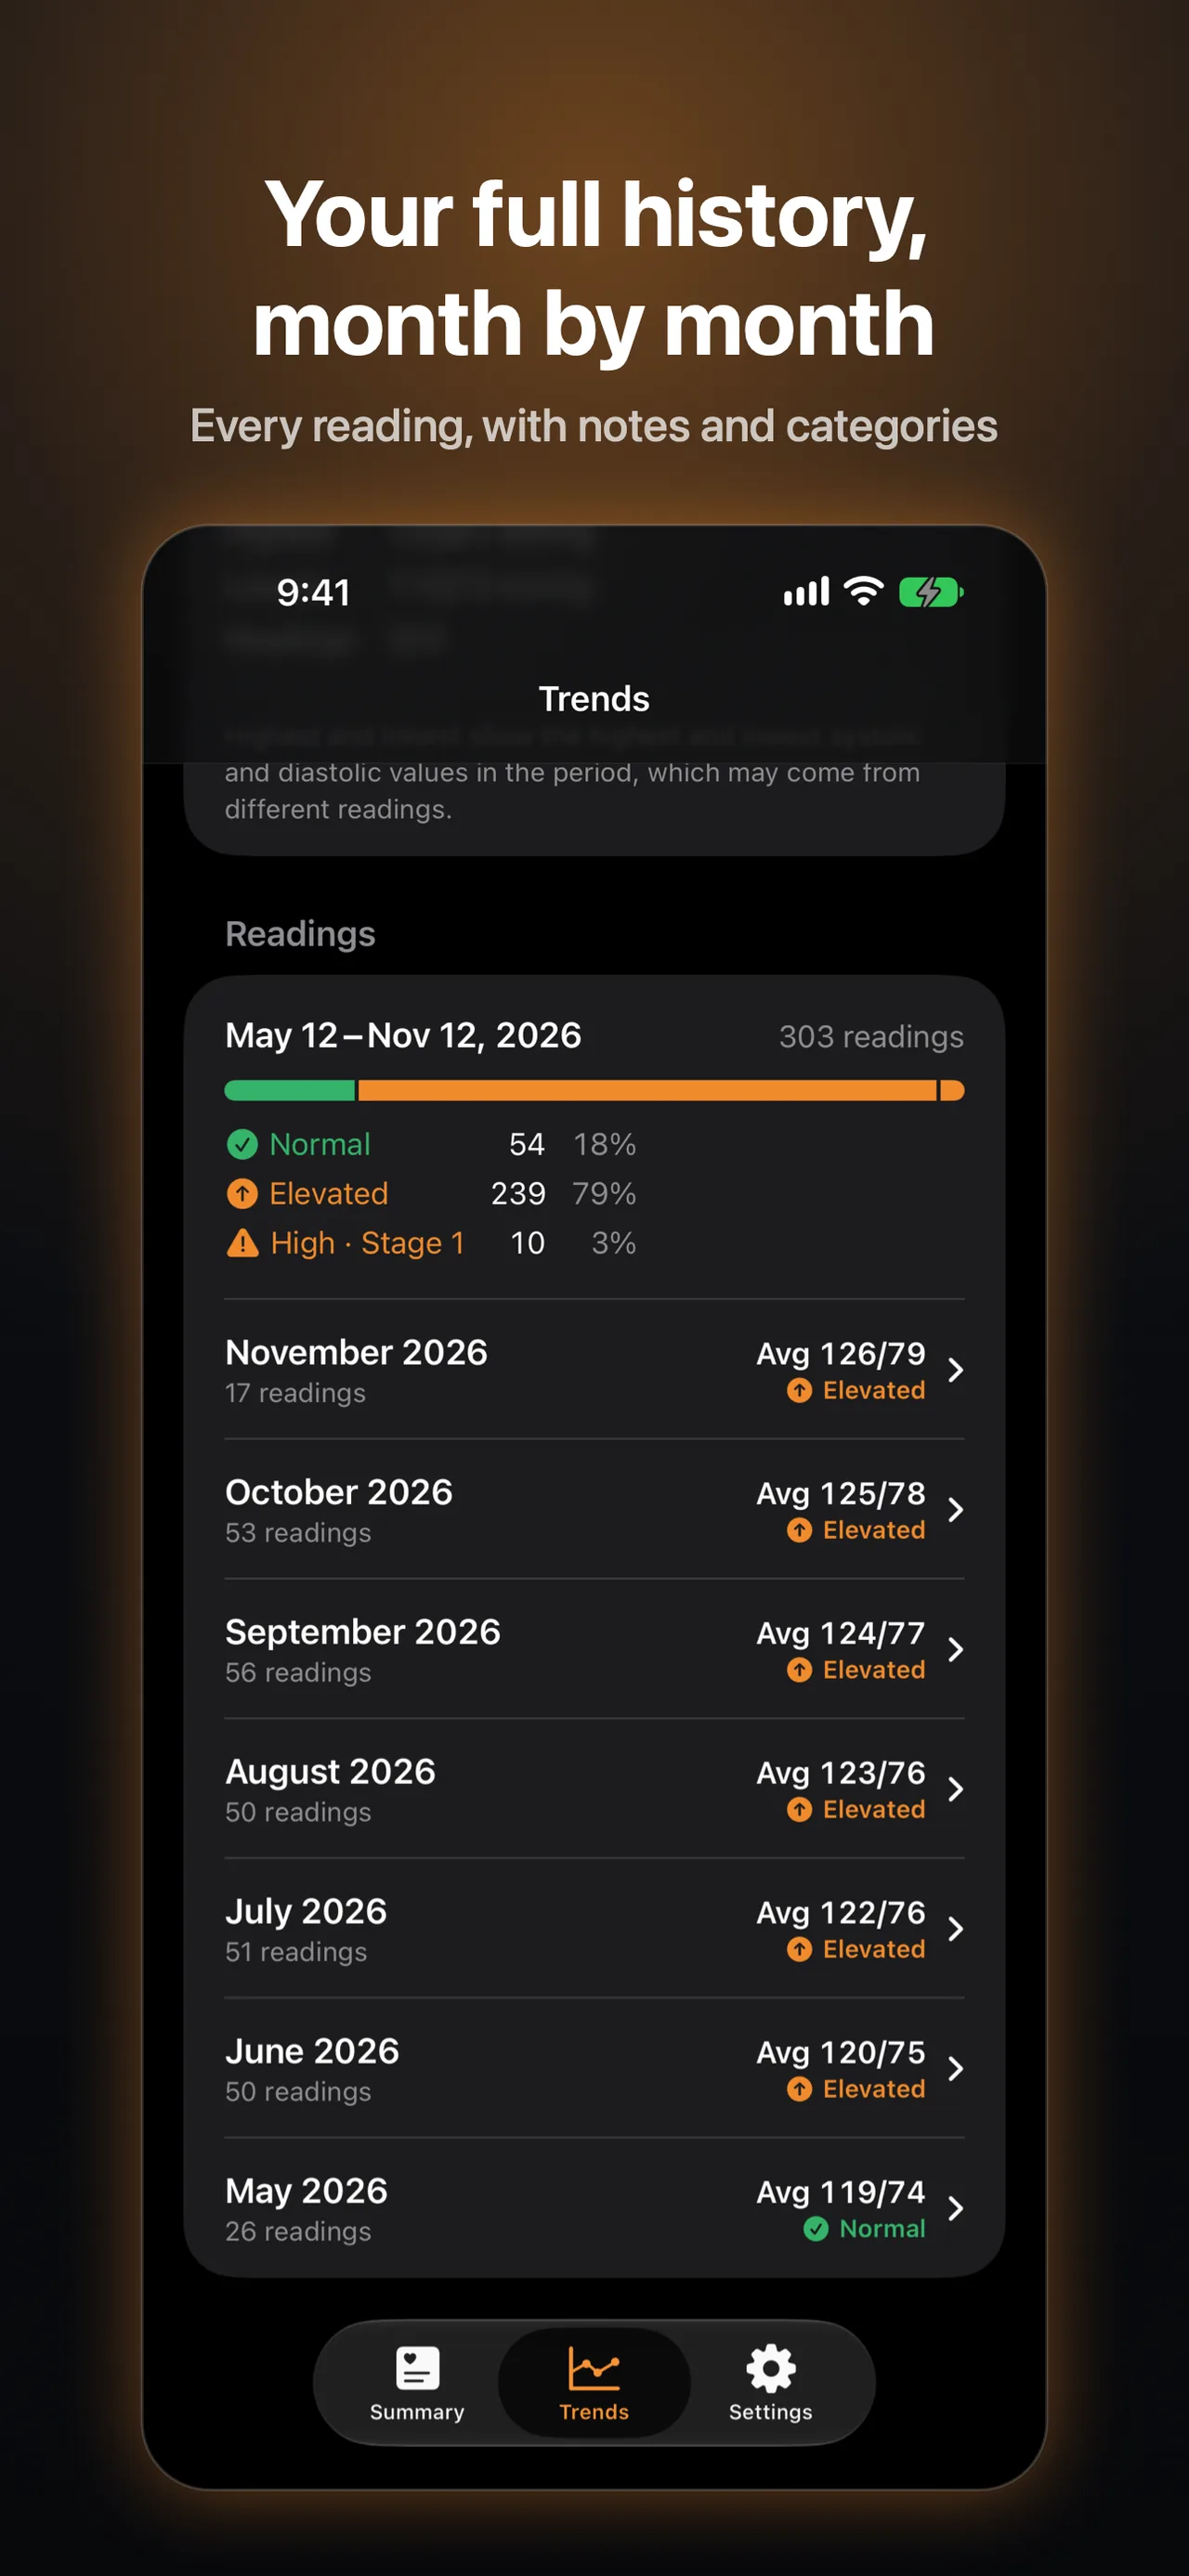 Your full history,
month by month
Every reading, with notes and categories
9:41
Trends
and diastolic values in the period, which may come from
different readings.
Readings
May 12 – Nov 12, 2026 303 readings
Normal 54 18%
Elevated 239 79%
High · Stage 1 10 3%
November 2026 Avg 126/79
17 readings Elevated
October 2026 Avg 125/78
53 readings Elevated
September 2026 Avg 124/77
56 readings Elevated
August 2026 Avg 123/76
50 readings Elevated
July 2026 Avg 122/76
51 readings Elevated
June 2026 Avg 120/75
50 readings Elevated
May 2026 Avg 119/74
26 readings Normal
Summary Trends Settings